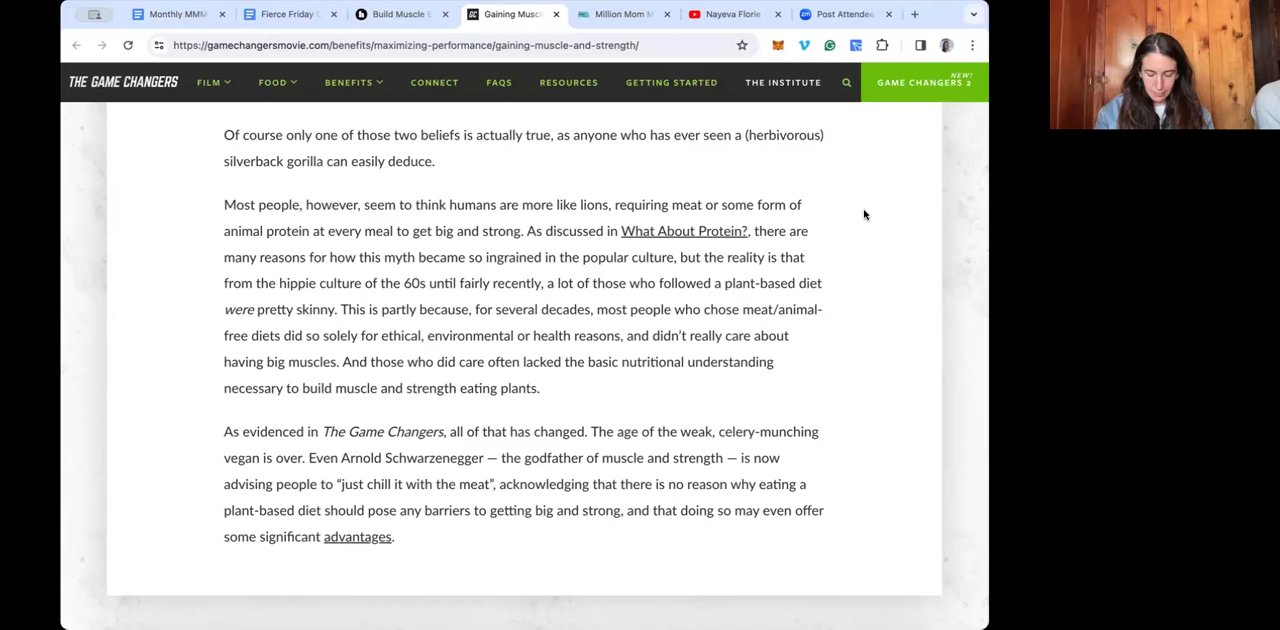 Monthly MMM
Fierce Friday
Build Muscle
Gaining Musc
Million Mom M
Nayeva Florie
Post Attendee
https://gamechangersmovie.com/benefits/maximizing-performance/gaining-muscle-and-strength/
THE GAME CHANGERS
FILM
FOOD
BENEFITS
CONNECT
FAQS
RESOURCES
GETTING STARTED
THE INSTITUTE
NEW!
GAME CHANGERS 2
Of course only one of those two beliefs is actually true, as anyone who has ever seen a (herbivorous)
silverback gorilla can easily deduce.
Most people, however, seem to think humans are more like lions, requiring meat or some form of
animal protein at every meal to get big and strong. As discussed in What About Protein?, there are
many reasons for how this myth became so ingrained in the popular culture, but the reality is that
from the hippie culture of the 60s until fairly recently, a lot of those who followed a plant-based diet
were pretty skinny. This is partly because, for several decades, most people who chose meat/animal-
free diets did so solely for ethical, environmental or health reasons, and didn’t really care about
having big muscles. And those who did care often lacked the basic nutritional understanding
necessary to build muscle and strength eating plants.
As evidenced in The Game Changers, all of that has changed. The age of the weak, celery-munching
vegan is over. Even Arnold Schwarzenegger — the godfather of muscle and strength — is now
advising people to “just chill it with the meat”, acknowledging that there is no reason why eating a
plant-based diet should pose any barriers to getting big and strong, and that doing so may even offer
some significant advantages.